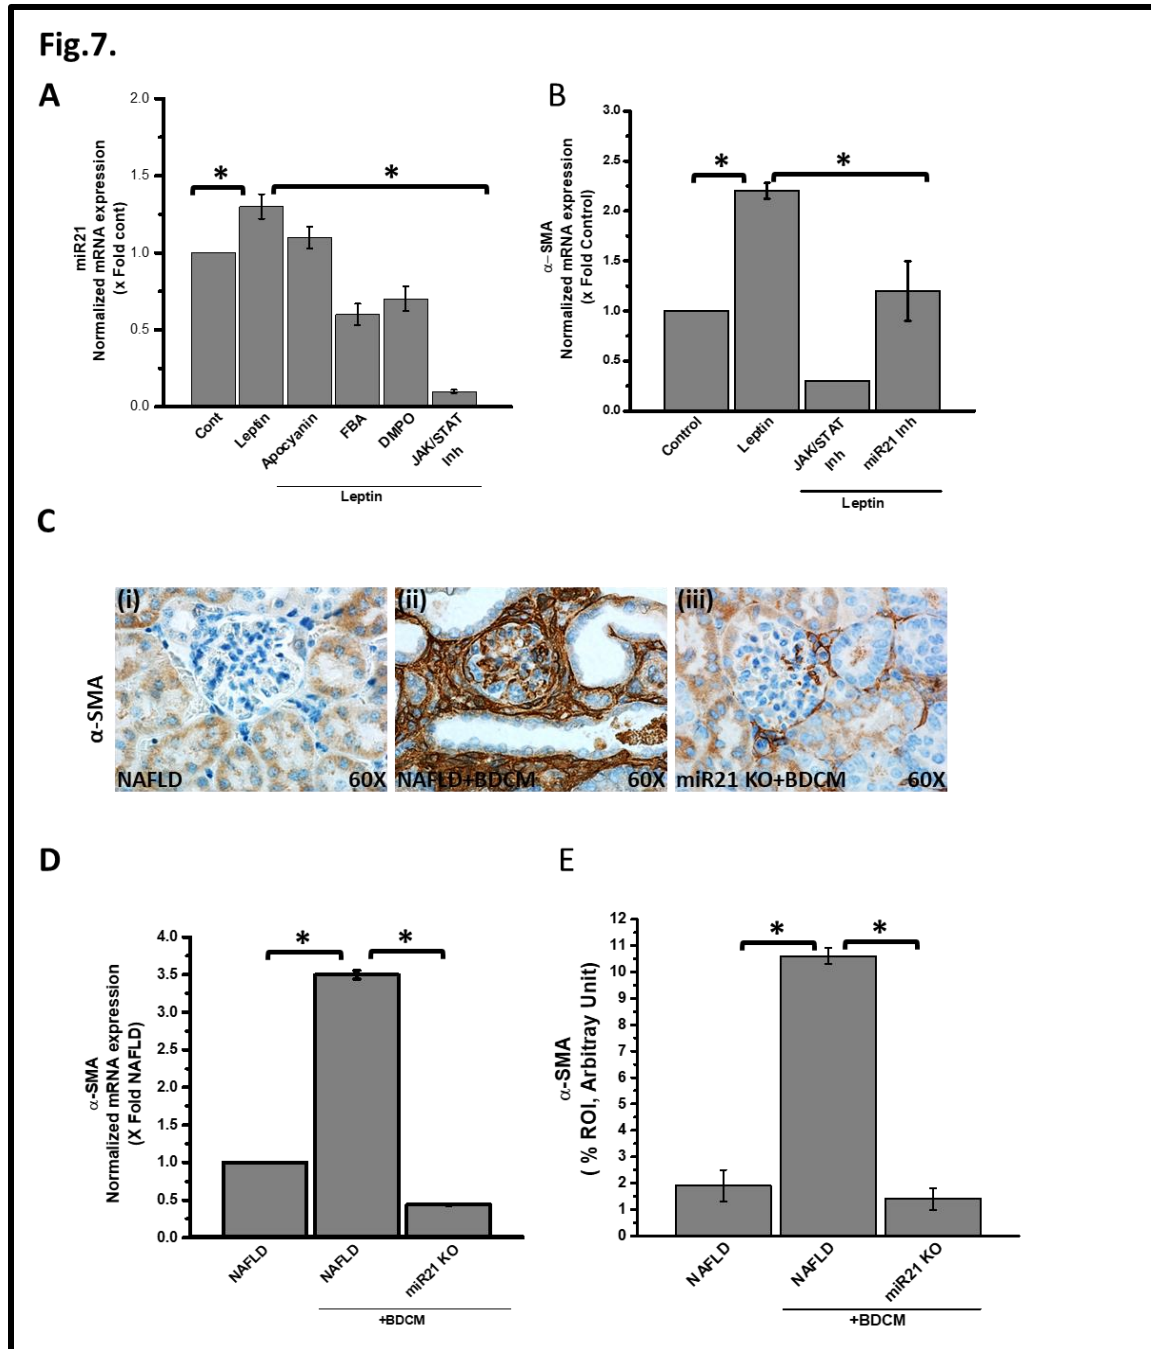 Fig.7.
A
miR21
Normalized mRNA expression
(x Fold cont)
2.0
1.5
1.0
0.5
0.0
*
*
Cont
Leptin
Apocyanin
FBA
DMPO
JAK/STAT
Inh
Leptin
B
α-SMA
Normalized mRNA expression
(x Fold Control)
3.0
2.5
2.0
1.5
1.0
0.5
0.0
*
*
Control
Leptin
JAK/STAT
Inh
miR21 Inh
Leptin
C
α-SMA
(i)
NAFLD
60X
(ii)
NAFLD+BDCM
60X
(iii)
miR21 KO+BDCM
60X
D
α-SMA
Normalized mRNA expression
(X Fold NAFLD)
4.0
3.5
3.0
2.5
2.0
1.5
1.0
0.5
0.0
*
*
NAFLD
NAFLD
miR21 KO
+BDCM
E
α-SMA
( % ROI, Arbitray Unit)
12
11
10
9
8
7
6
5
4
3
2
1
0
*
*
NAFLD
NAFLD
miR21 KO
+BDCM